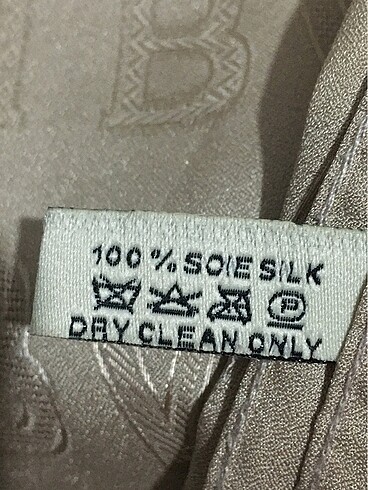 B
100% SOIE SILK
P
DRY CLEAN ONLY